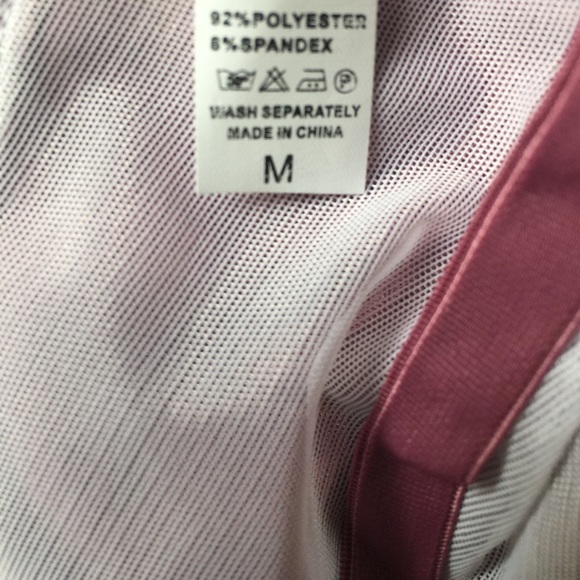 92%POLYESTER
8%SPANDEX
P
WASH SEPARATELY
MADE IN CHINA
M